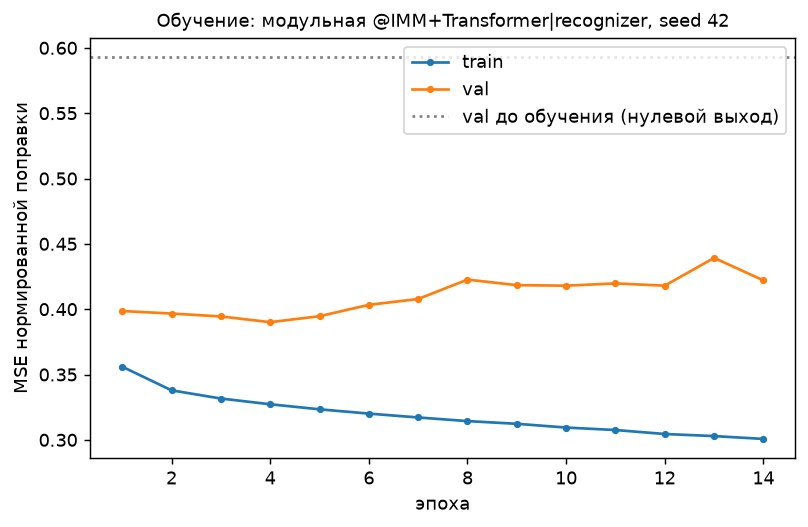 Обучение: модульная @IMM+Transformer|recognizer, seed 42
MSE нормированной поправки
0.60
0.55
0.50
0.45
0.40
0.35
0.30
train
val
val до обучения (нулевой выход)
2 4 6 8 10 12 14
эпоха